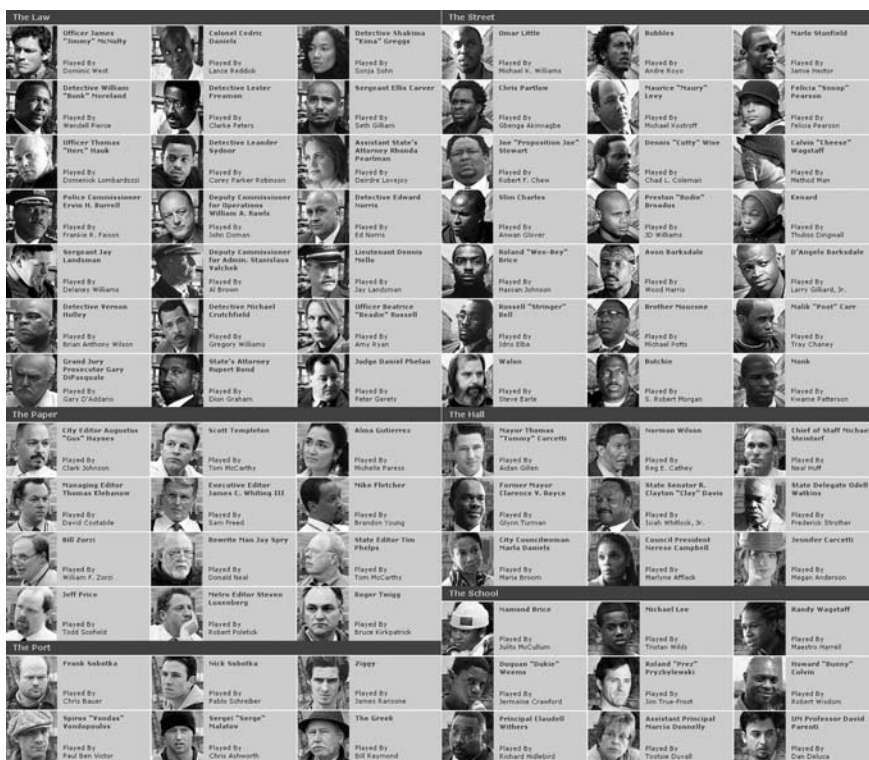 The Law
Officer James
"Jimmy" McNulty
Played By
Dominic West
Colonel Cedric
Daniels
Played By
Lance Reddick
Detective Shakima
"Kima" Greggs
Played By
Sonja Sohn
Detective William
"Bunk" Moreland
Played By
Wendell Pierce
Detective Lester
Freamon
Played By
Clarke Peters
Sergeant Ellis Carver
Played By
Seth Gilliam
Officer Thomas
"Herc" Hauk
Played By
Domenick Lombardozzi
Detective Leander
Sydnor
Played By
Corey Parker Robinson
Assistant State's
Attorney Rhonda
Pearlman
Played By
Deirdre Lovejoy
Police Commissioner
Ervin H. Burrell
Played By
Frankie R. Faison
Deputy Commissioner
for Operations
William A. Rawls
Played By
John Doman
Detective Edward
Norris
Played By
Ed Norris
Sergeant Jay
Landsman
Played By
Delaney Williams
Deputy Commissioner
for Admin. Stanislaus
Valchek
Played By
Al Brown
Lieutenant Dennis
Mello
Played By
Jay Landsman
Detective Vernon
Holley
Played By
Brian Anthony Wilson
Detective Michael
Crutchfield
Played By
Gregory Williams
Officer Beatrice
"Beadie" Russell
Played By
Amy Ryan
Grand Jury
Prosecutor Gary
DiPasquale
Played By
Gary D'Addario
State's Attorney
Rupert Bond
Played By
Dion Graham
Judge Daniel Phelan
Played By
Peter Gerety
The Street
Omar Little
Played By
Michael K. Williams
Bubbles
Played By
Andre Royo
Marlo Stanfield
Played By
Jamie Hector
Chris Partlow
Played By
Gbenga Akinnagbe
Maurice "Maury"
Levy
Played By
Michael Kostroff
Felicia "Snoop"
Pearson
Played By
Felicia Pearson
Joe "Proposition Joe"
Stewart
Played By
Robert F. Chew
Dennis "Cutty" Wise
Played By
Chad L. Coleman
Calvin "Cheese"
Wagstaff
Played By
Method Man
Slim Charles
Played By
Anwan Glover
Preston "Bodie"
Broadus
Played By
JD Williams
Kenard
Played By
Thuliso Dingwall
Roland "Wee-Bey"
Brice
Played By
Hassan Johnson
Avon Barksdale
Played By
Wood Harris
D'Angelo Barksdale
Played By
Larry Gilliard, Jr.
Russell "Stringer"
Bell
Played By
Idris Elba
Brother Mouzone
Played By
Michael Potts
Malik "Poot" Carr
Played By
Tray Chaney
Walon
Played By
Steve Earle
Butchie
Played By
S. Robert Morgan
Monk
Played By
Kwame Patterson
The Paper
City Editor Augustus
"Gus" Haynes
Played By
Clark Johnson
Scott Templeton
Played By
Tom McCarthy
Alma Gutierrez
Played By
Michelle Paress
Managing Editor
Thomas Klebanow
Played By
David Costabile
Executive Editor
James C. Whiting III
Played By
Sam Freed
Mike Fletcher
Played By
Brandon Young
Bill Zorzi
Played By
William F. Zorzi
Rewrite Man Jay Spry
Played By
Donald Neal
State Editor Tim
Phelps
Played By
Tom McCarthy
Jeff Price
Played By
Todd Scofield
Metro Editor Steven
Luxenberg
Played By
Robert Poletick
Roger Twigg
Played By
Bruce Kirkpatrick
The Port
Frank Sobotka
Played By
Chris Bauer
Nick Sobotka
Played By
Pablo Schreiber
Ziggy
Played By
James Ransone
Spiros "Vondas"
Vondopoulos
Played By
Paul Ben Victor
Sergei "Serge"
Malatov
Played By
Chris Ashworth
The Greek
Played By
Bill Raymond
The Hall
Mayor Thomas
"Tommy" Carcetti
Played By
Aidan Gillen
Norman Wilson
Played By
Reg E. Cathey
Chief of Staff Michael
Steintorf
Played By
Neal Huff
Former Mayor
Clarence V. Royce
Played By
Glynn Turman
State Senator R.
Clayton "Clay" Davis
Played By
Isiah Whitlock, Jr.
State Delegate Odell
Watkins
Played By
Frederick Strother
City Councilwoman
Marla Daniels
Played By
Maria Broom
Council President
Nerese Campbell
Played By
Marlyne Afflack
Jennifer Carcetti
Played By
Megan Anderson
The School
Namond Brice
Played By
Julito McCullum
Michael Lee
Played By
Tristan Wilds
Randy Wagstaff
Played By
Maestro Harrell
Duquan "Dukie"
Weems
Played By
Jermaine Crawford
Roland "Prez"
Pryzbylewski
Played By
Jim True-Frost
Howard "Bunny"
Colvin
Played By
Robert Wisdom
Principal Claudell
Withers
Played By
Richard Hidlebird
Assistant Principal
Marcia Donnelly
Played By
Tootsie Duvall
UM Professor David
Parenti
Played By
Dan Deluca